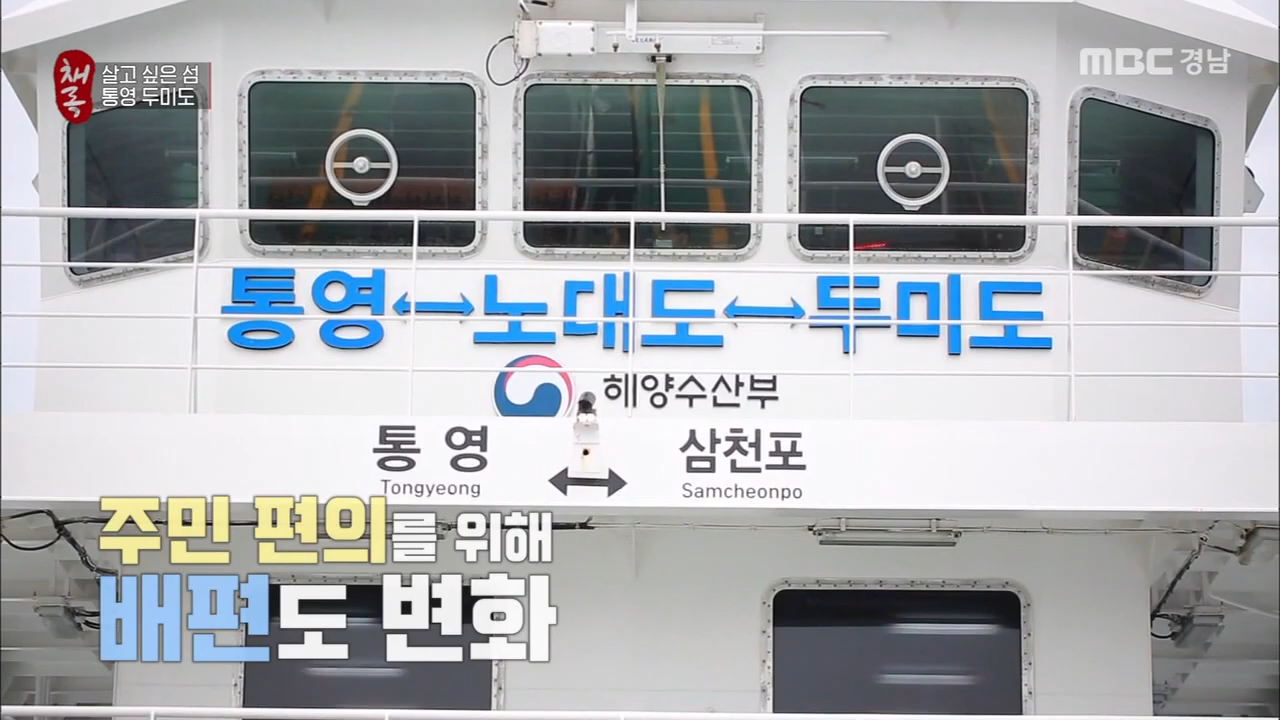 채록
살고 싶은 섬
통영 두미도
MBC 경남
통영↔노대도↔두미도
해양수산부
통영 ↔ 삼천포
Tongyeong Samcheonpo
주민 편의를 위해
배편도 변화